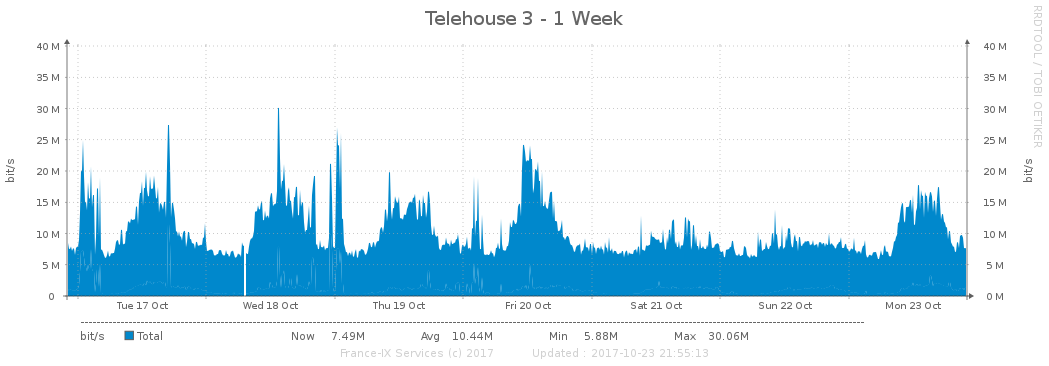 Telehouse 3 - 1 Week
RRDTOOL / TOBI OETIKER
40 M 40 M
35 M 35 M
30 M 30 M
25 M 25 M
20 M 20 M
15 M 15 M
10 M 10 M
5 M 5 M
0 0 M
bit/s
bit/s
Tue 17 Oct Wed 18 Oct Thu 19 Oct Fri 20 Oct Sat 21 Oct Sun 22 Oct Mon 23 Oct
bit/s Total Now 7.49M Avg 10.44M Min 5.88M Max 30.06M
France-IX Services (c) 2017 Updated : 2017-10-23 21:55:13